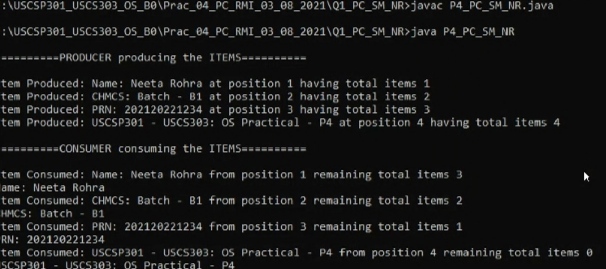 :\USCSP301_USCS303_OS_B0\Prac_04_PC_RMI_03_08_2021\Q1_PC_SM_NR>javac P4_PC_SM_NR.java
:\USCSP301_USCS303_OS_B0\Prac_04_PC_RMI_03_08_2021\Q1_PC_SM_NR>java P4_PC_SM_NR
=========PRODUCER producing the ITEMS==========
tem Produced: Name: Neeta Rohra at position 1 having total items 1
tem Produced: CHMCS: Batch - B1 at position 2 having total items 2
tem Produced: PRN: 202120221234 at position 3 having total items 3
tem Produced: USCSP301 - USCS303: OS Practical - P4 at position 4 having total items 4
=========CONSUMER consuming the ITEMS==========
tem Consumed: Name: Neeta Rohra from position 1 remaining total items 3
ame: Neeta Rohra
tem Consumed: CHMCS: Batch - B1 from position 2 remaining total items 2
HMCS: Batch - B1
tem Consumed: PRN: 202120221234 from position 3 remaining total items 1
RN: 202120221234
tem Consumed: USCSP301 - USCS303: OS Practical - P4 from position 4 remaining total items 0
SCSP301 - USCS303: OS Practical - P4